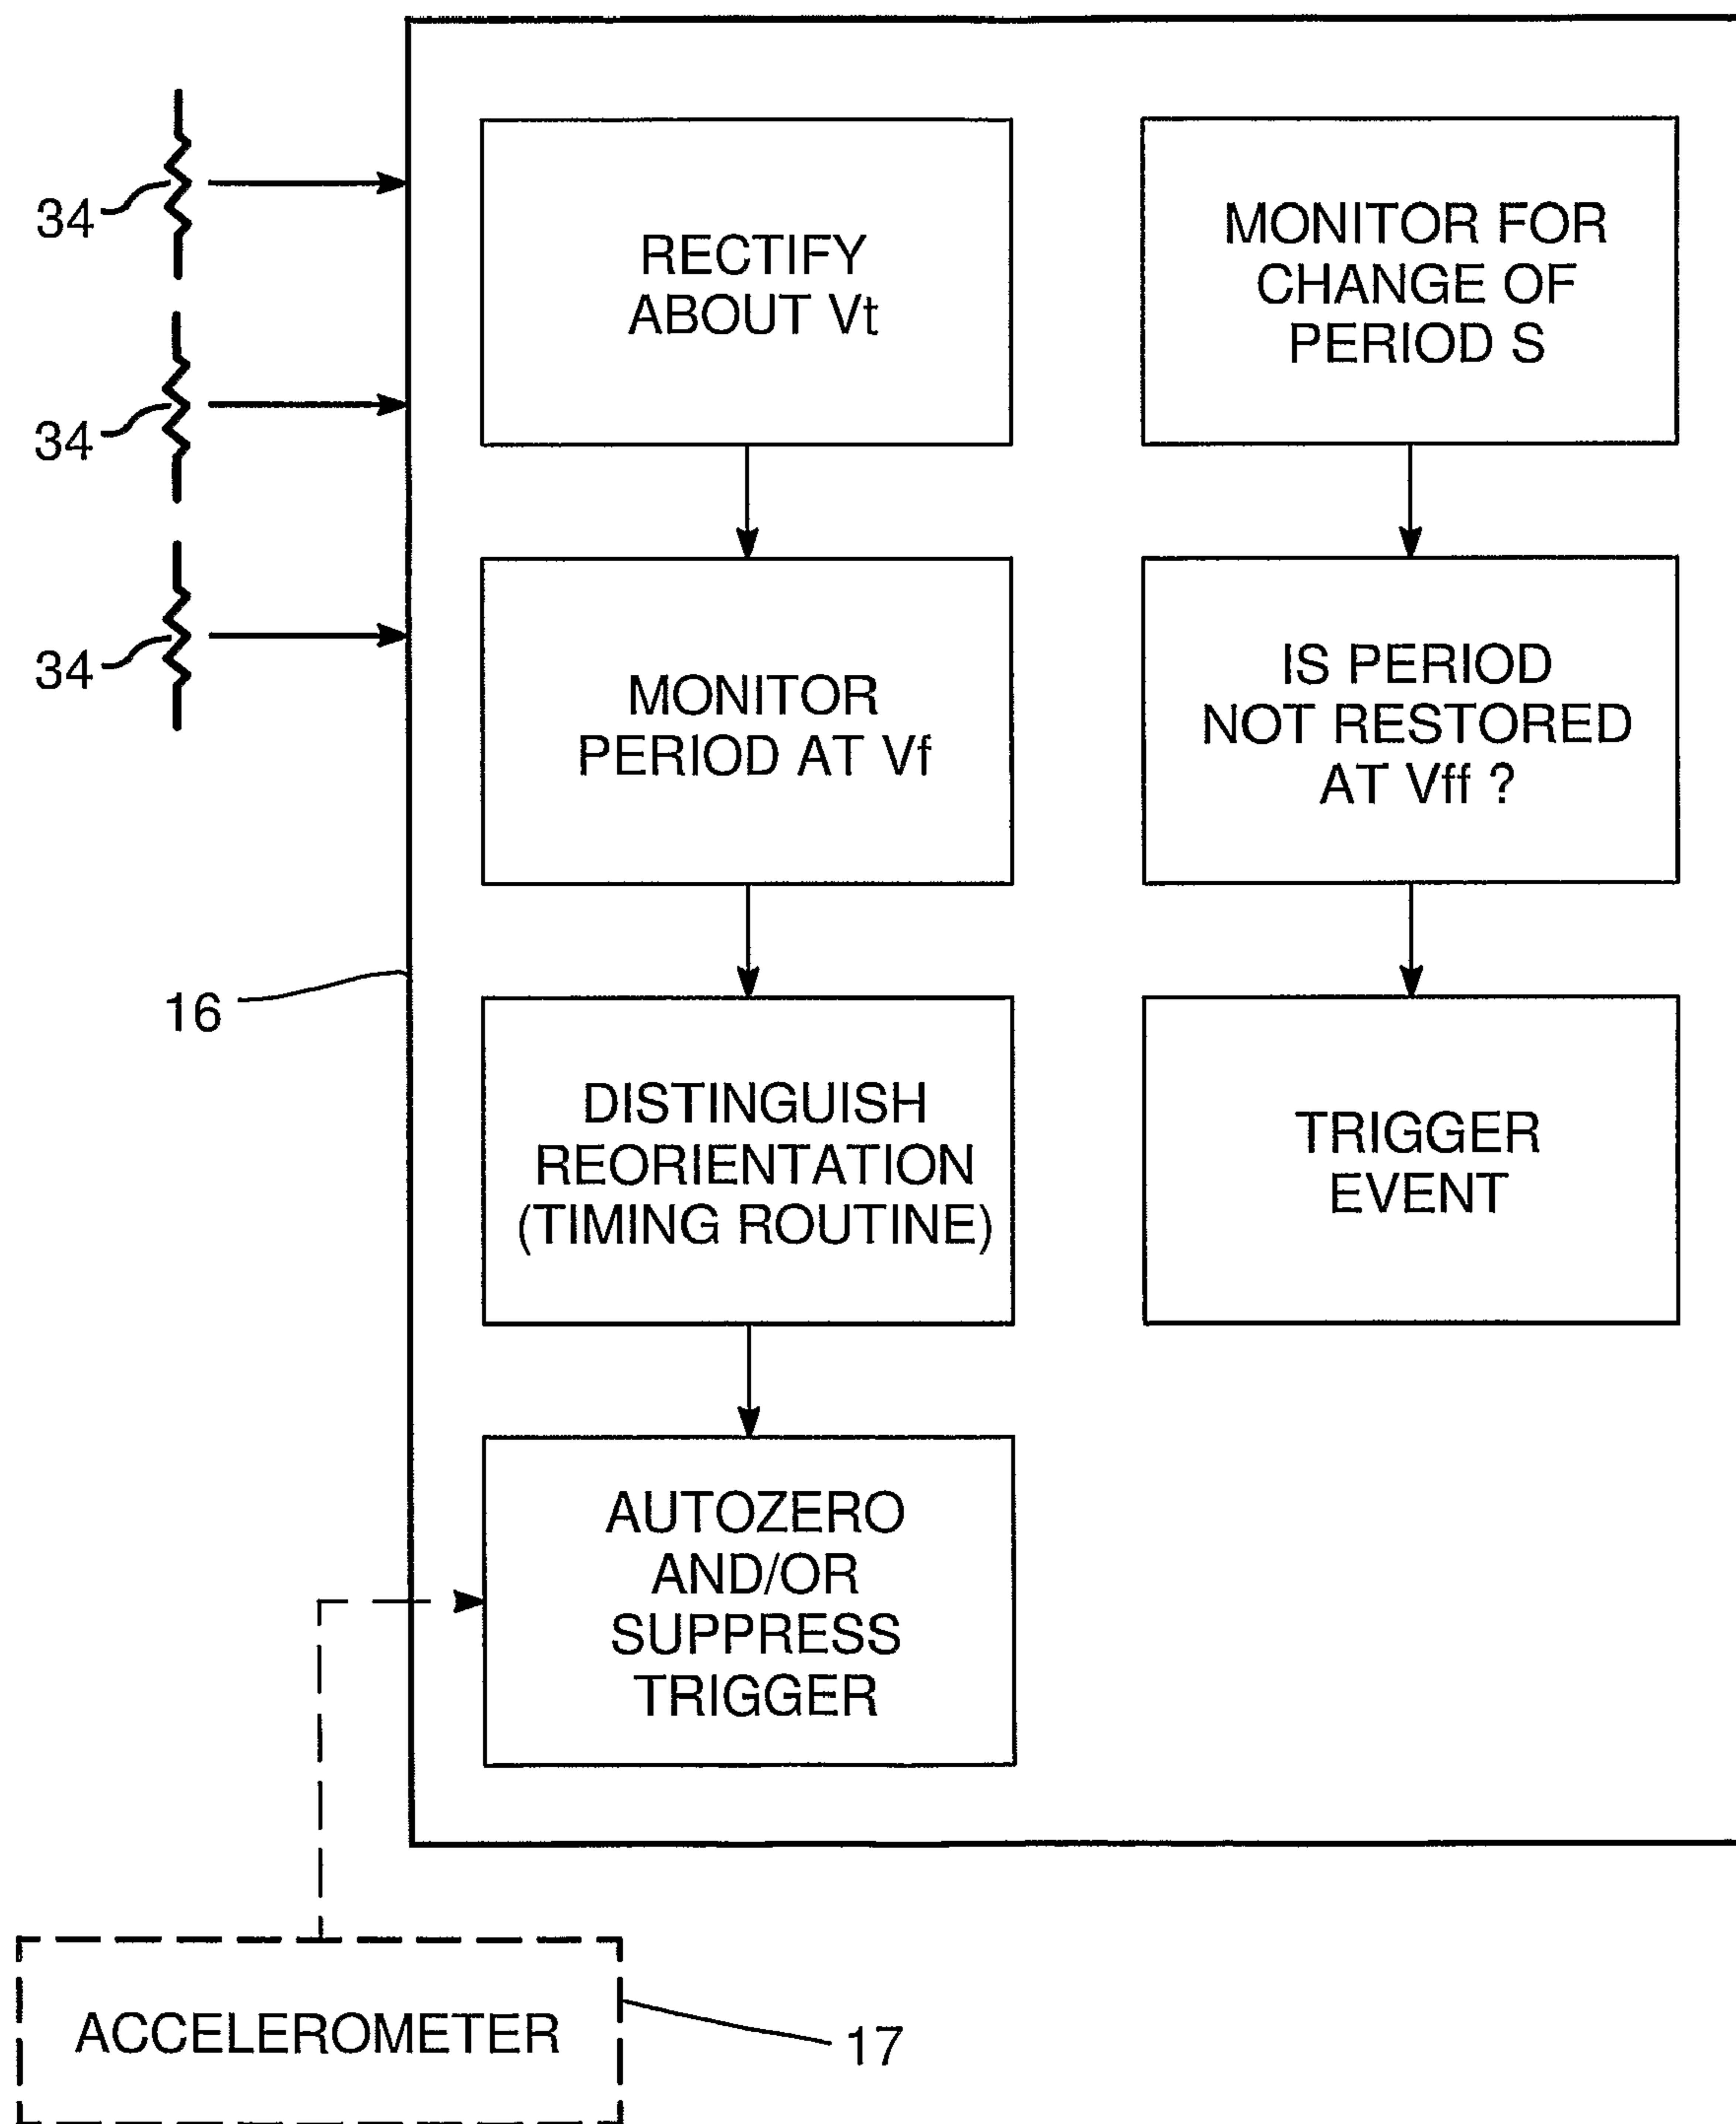 34
34
34
16
RECTIFY
ABOUT Vt
MONITOR
PERIOD AT Vf
DISTINGUISH
REORIENTATION
(TIMING ROUTINE)
AUTOZERO
AND/OR
SUPPRESS
TRIGGER
MONITOR FOR
CHANGE OF
PERIOD S
IS PERIOD
NOT RESTORED
AT Vff ?
TRIGGER
EVENT
ACCELEROMETER
17